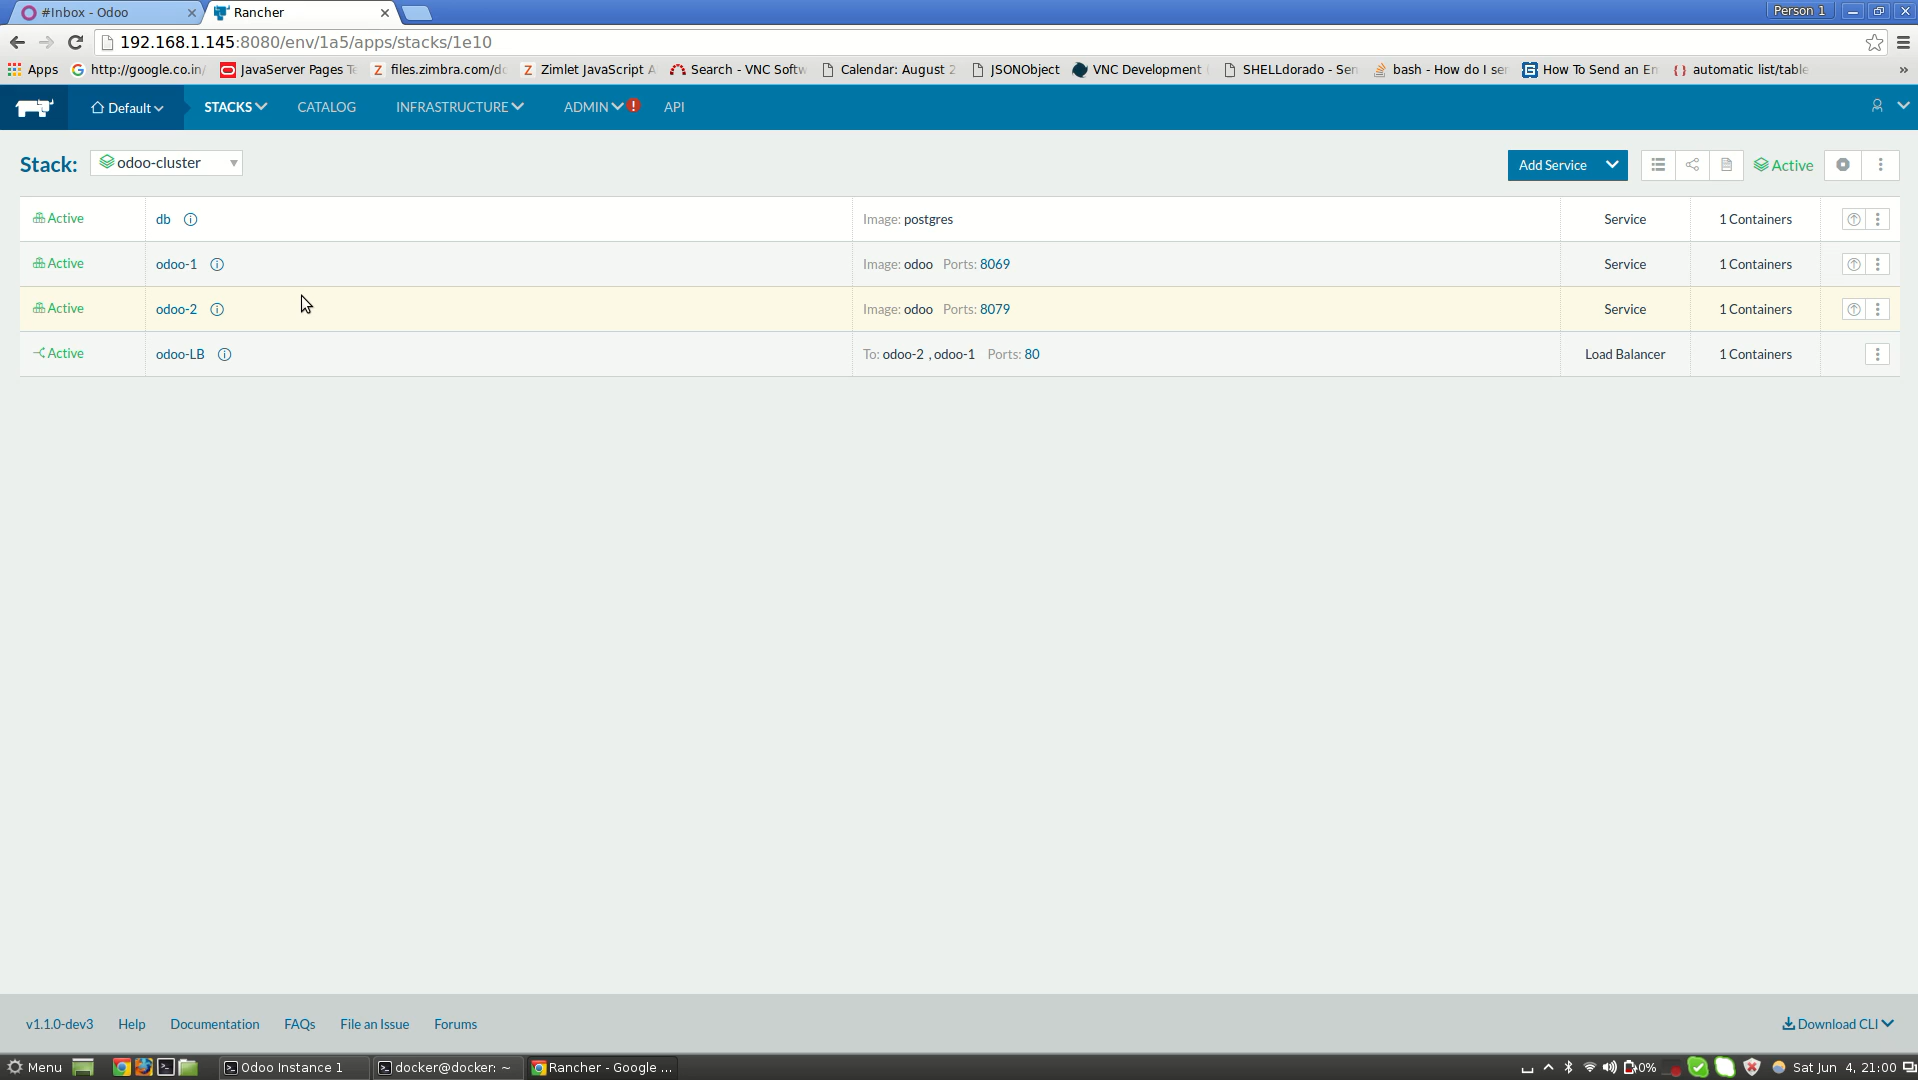 #Inbox - Odoo
Rancher
Person 1
192.168.1.145:8080/env/1a5/apps/stacks/1e10
Apps http://google.co.in/ JavaServer Pages Te files.zimbra.com/do Zimlet JavaScript A Search - VNC Softw Calendar: August 2 JSONObject VNC Development SHELLdorado - Sen bash - How do I sen How To Send an Em automatic list/table »
Default STACKS CATALOG INFRASTRUCTURE ADMIN ! API
Stack: odoo-cluster Add Service Active
Active db Image: postgres Service 1 Containers
Active odoo-1 Image: odoo Ports: 8069 Service 1 Containers
Active odoo-2 Image: odoo Ports: 8079 Service 1 Containers
Active odoo-LB To: odoo-2 , odoo-1 Ports: 80 Load Balancer 1 Containers
v1.1.0-dev3 Help Documentation FAQs File an Issue Forums Download CLI
Menu Odoo Instance 1 docker@docker: ~ Rancher - Google ... 0% Sat Jun 4, 21:00